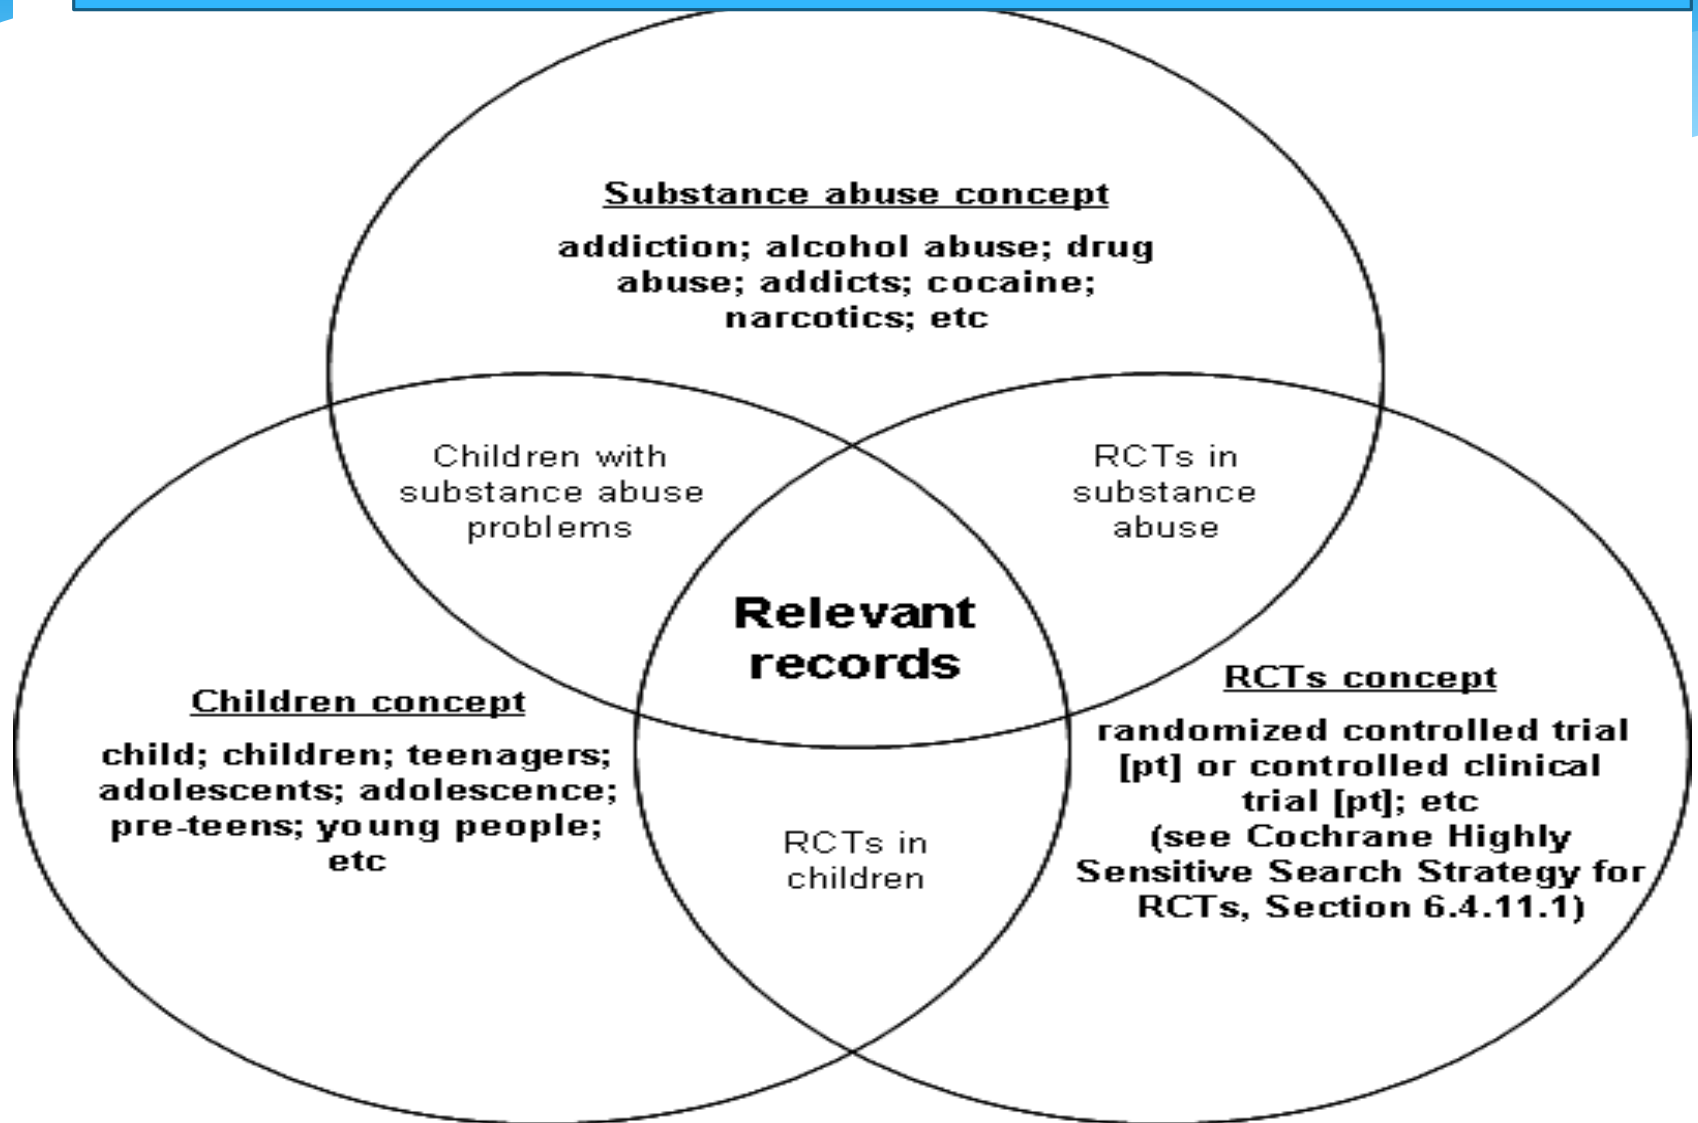 Substance abuse concept
addiction; alcohol abuse; drug
abuse; addicts; cocaine;
narcotics; etc
Children with
substance abuse
problems
RCTs in
substance
abuse
Relevant
records
Children concept
child; children; teenagers;
adolescents; adolescence;
pre-teens; young people;
etc
RCTs concept
randomized controlled trial
[pt] or controlled clinical
trial [pt]; etc
(see Cochrane Highly
Sensitive Search Strategy for
RCTs, Section 6.4.11.1)
RCTs in
children